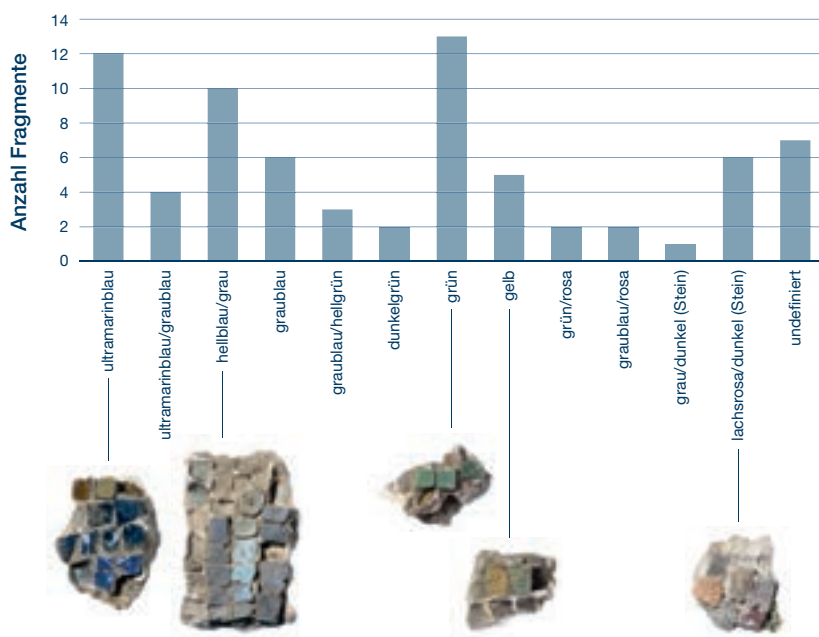 Anzahl Fragmente
14
12
10
8
6
4
2
0
ultramarinblau
ultramarinblau/graublau
hellblau/grau
graublau
graublau/hellgrün
dunkelgrün
grün
gelb
grün/rosa
graublau/rosa
grau/dunkel (Stein)
lachsrosa/dunkel (Stein)
undefiniert